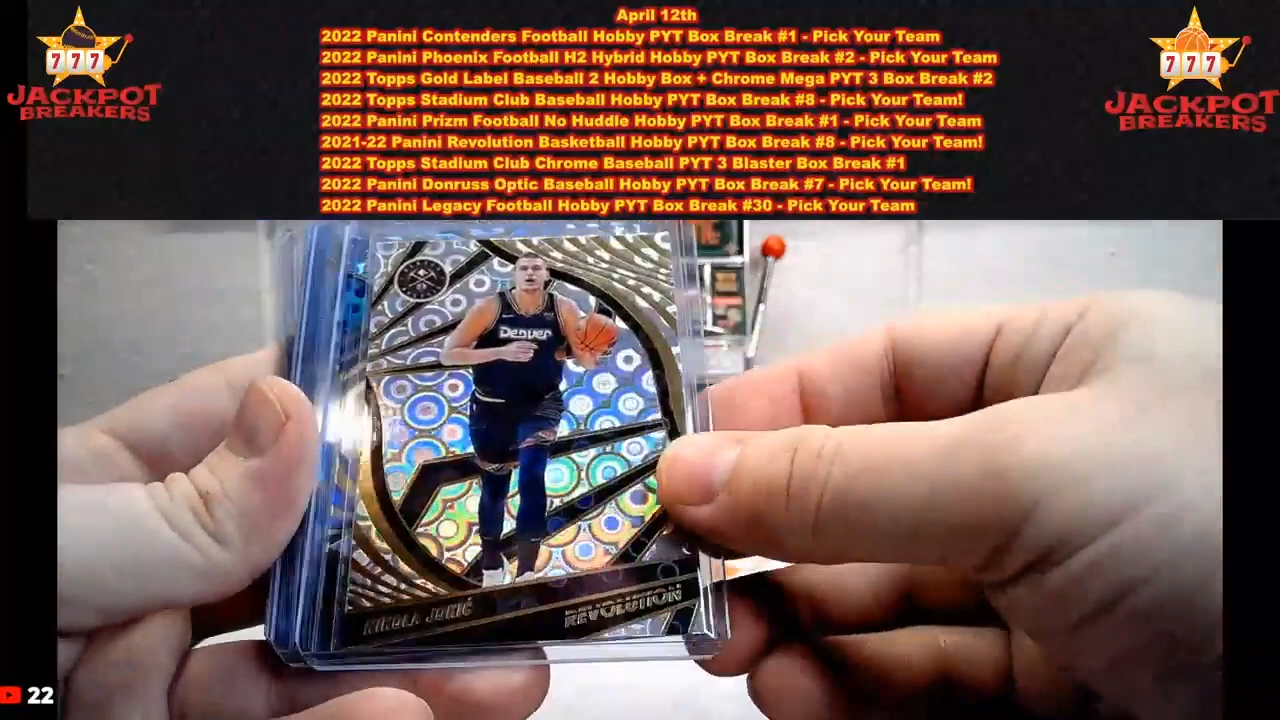 April 12th
2022 Panini Contenders Football Hobby PYT Box Break #1 - Pick Your Team
2022 Panini Phoenix Football H2 Hybrid Hobby PYT Box Break #2 - Pick Your Team
2022 Topps Gold Label Baseball 2 Hobby Box + Chrome Mega PYT 3 Box Break #2
2022 Topps Stadium Club Baseball Hobby PYT Box Break #8 - Pick Your Team!
2022 Panini Prizm Football No Huddle Hobby PYT Box Break #1 - Pick Your Team
2021-22 Panini Revolution Basketball Hobby PYT Box Break #8 - Pick Your Team!
2022 Topps Stadium Club Chrome Baseball PYT 3 Blaster Box Break #1
2022 Panini Donruss Optic Baseball Hobby PYT Box Break #7 - Pick Your Team!
2022 Panini Legacy Football Hobby PYT Box Break #30 - Pick Your Team
777
JACKPOT
BREAKERS
777
JACKPOT
BREAKERS
Denver
NIKOLA JOKIĆ
REVOLUTION
22